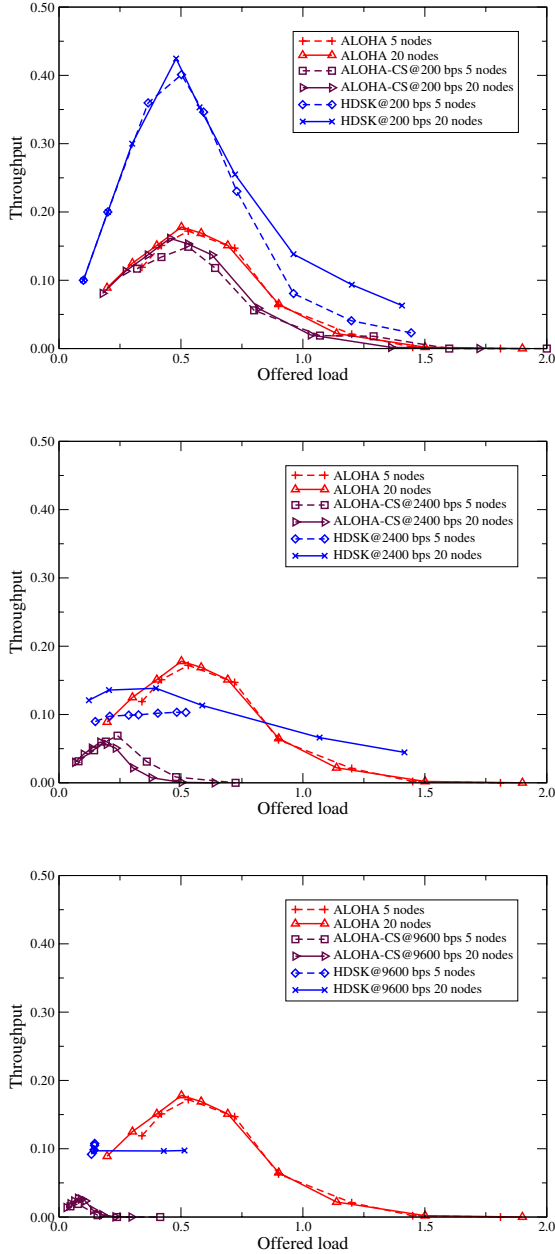 0.50
0.40
0.30
0.20
0.10
0.00
Throughput
ALOHA 5 nodes
ALOHA 20 nodes
ALOHA-CS@200 bps 5 nodes
ALOHA-CS@200 bps 20 nodes
HDSK@200 bps 5 nodes
HDSK@200 bps 20 nodes
0.0 0.5 1.0 1.5 2.0
Offered load
0.50
0.40
0.30
0.20
0.10
0.00
Throughput
ALOHA 5 nodes
ALOHA 20 nodes
ALOHA-CS@2400 bps 5 nodes
ALOHA-CS@2400 bps 20 nodes
HDSK@2400 bps 5 nodes
HDSK@2400 bps 20 nodes
0.0 0.5 1.0 1.5 2.0
Offered load
0.50
0.40
0.30
0.20
0.10
0.00
Throughput
ALOHA 5 nodes
ALOHA 20 nodes
ALOHA-CS@9600 bps 5 nodes
ALOHA-CS@9600 bps 20 nodes
HDSK@9600 bps 5 nodes
HDSK@9600 bps 20 nodes
0.0 0.5 1.0 1.5 2.0
Offered load